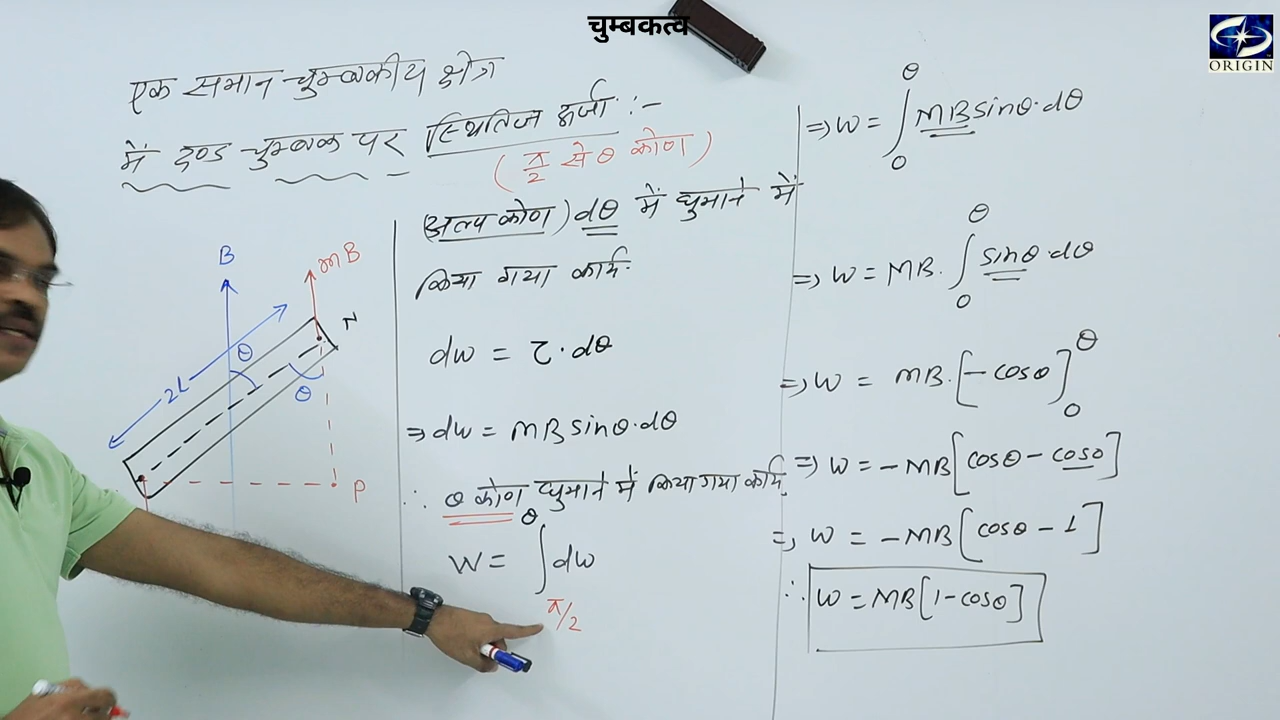 चुम्बकत्व
ORIGIN
एक समान चुम्बकीय क्षेत्र
में दण्ड चुम्बक पर स्थितिज ऊर्जा :-
(π/2 से θ कोण)
B
mB
N
θ
θ
2L
P
(अल्प कोण) dθ में घुमाने में
किया गया कार्य
dw = τ·dθ
⇒ dw = MB sinθ·dθ
∴ θ कोण घुमाने में किया गया कार्य
W = ∫_{π/2}^{θ} dw
⇒ W = ∫_{0}^{θ} MB sinθ·dθ
⇒ W = MB. ∫_{0}^{θ} sinθ·dθ
⇒ W = MB. [- cosθ]_{0}^{θ}
⇒ W = -MB [cosθ - cos0]
⇒ W = -MB [cosθ - 1]
∴ W = MB [1-cosθ]